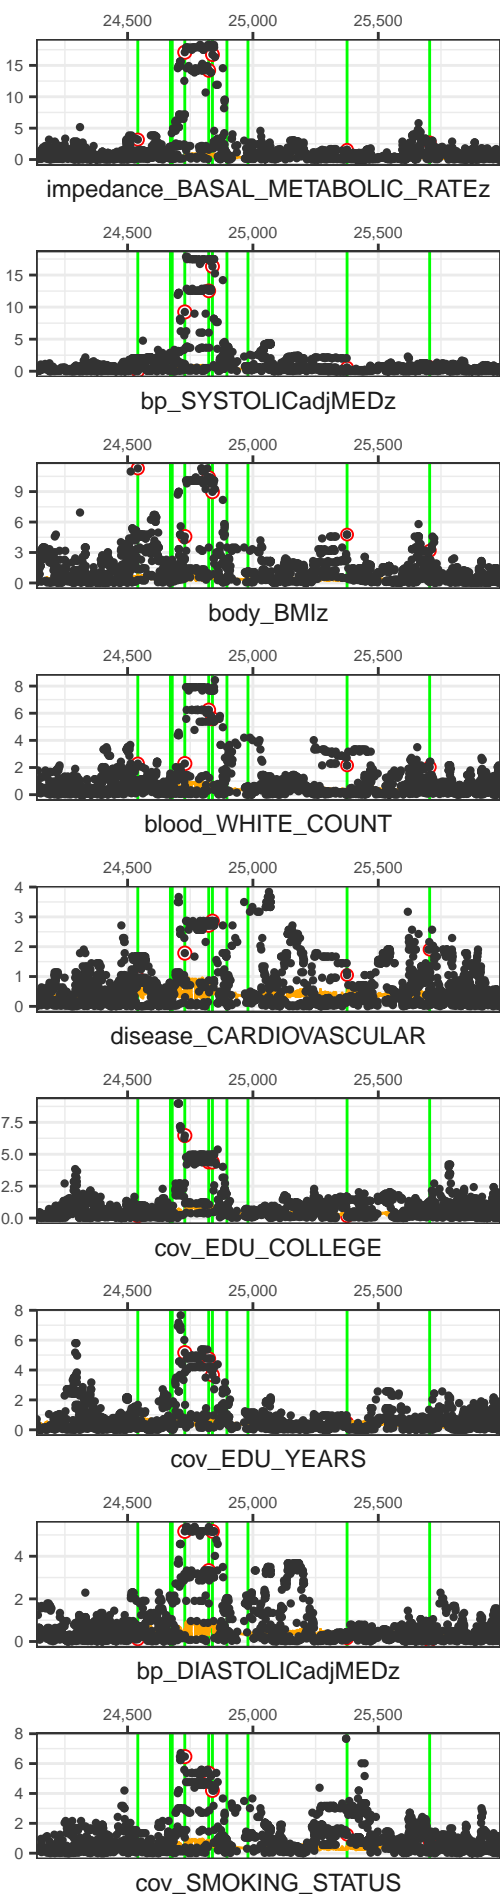 24,500 25,000 25,500
15
10
5
0
impedance_BASAL_METABOLIC_RATEz
24,500 25,000 25,500
15
10
5
0
bp_SYSTOLICadjMEDz
24,500 25,000 25,500
9
6
3
0
body_BMIz
24,500 25,000 25,500
8
6
4
2
0
blood_WHITE_COUNT
24,500 25,000 25,500
4
3
2
1
0
disease_CARDIOVASCULAR
24,500 25,000 25,500
7.5
5.0
2.5
0.0
cov_EDU_COLLEGE
24,500 25,000 25,500
8
6
4
2
0
cov_EDU_YEARS
24,500 25,000 25,500
4
2
0
bp_DIASTOLICadjMEDz
24,500 25,000 25,500
8
6
4
2
0
cov_SMOKING_STATUS